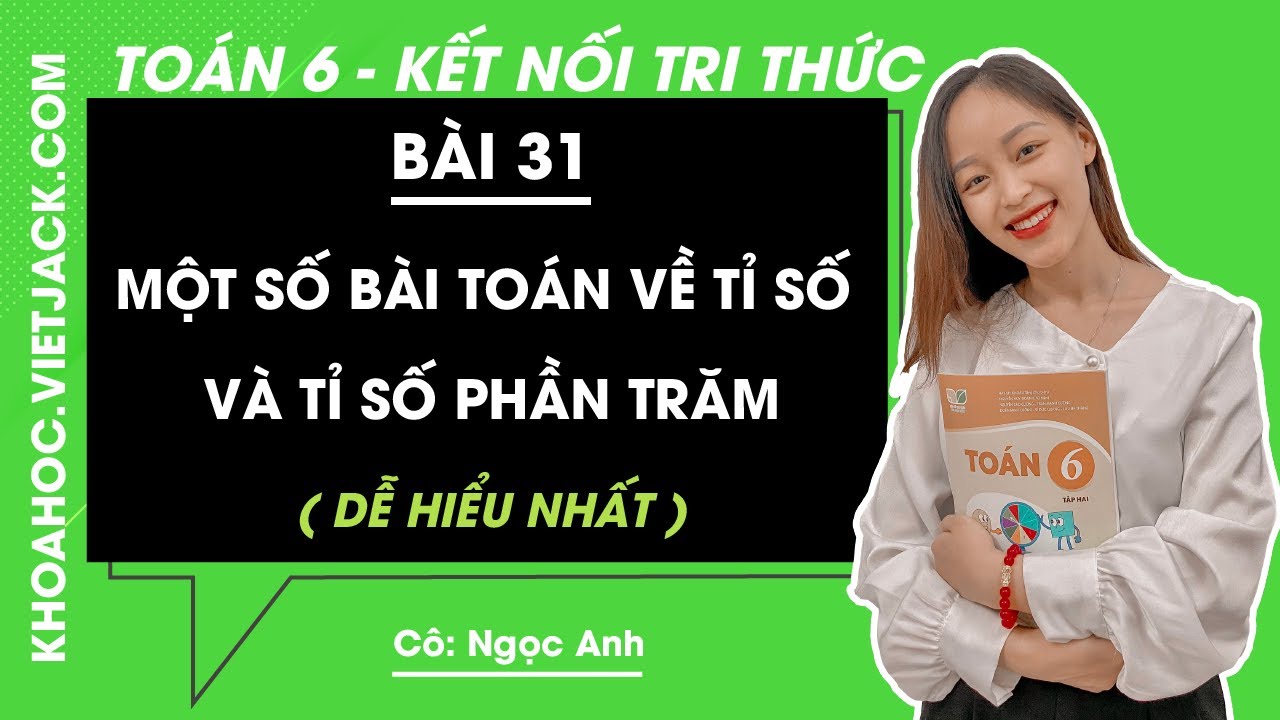 TOÁN 6 - KẾT NỐI TRI THỨC
KHOAHOC.VIETJACK.COM
BÀI 31
MỘT SỐ BÀI TOÁN VỀ TỈ SỐ
VÀ TỈ SỐ PHẦN TRĂM
( DỄ HIỂU NHẤT )
Cô: Ngọc Anh
TOÁN 6
TẬP HAI